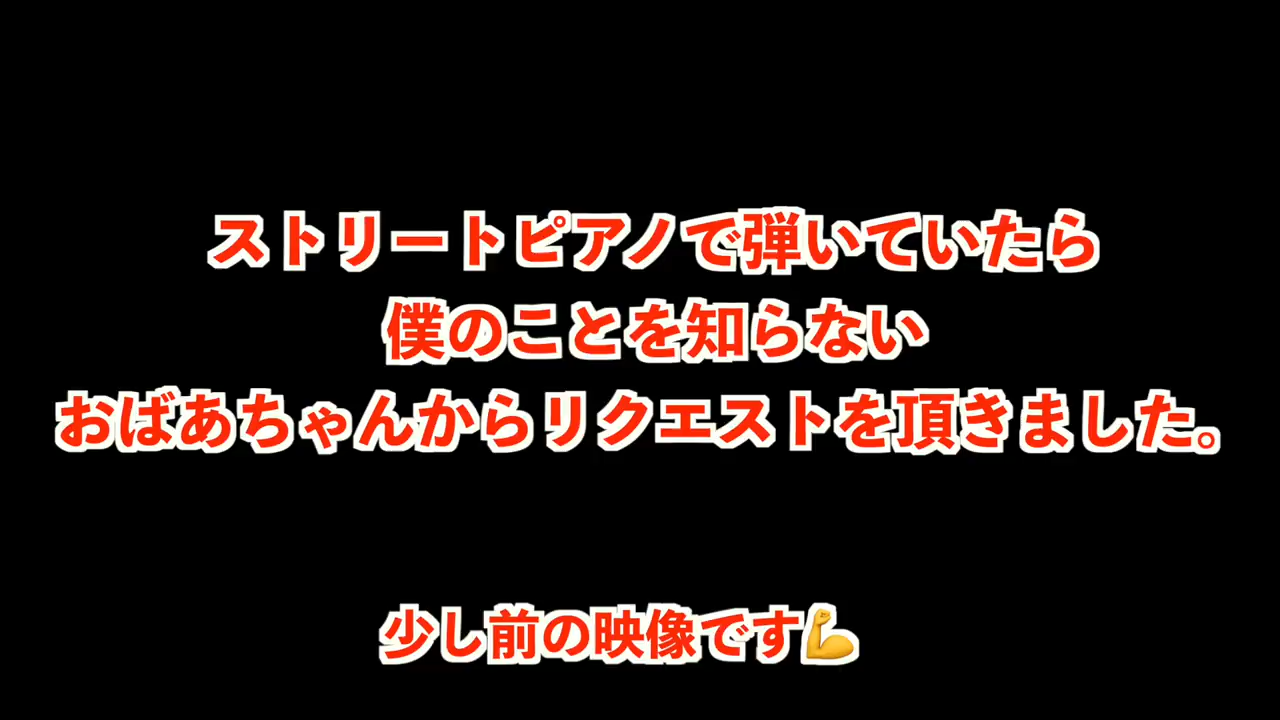 ストリートピアノで弾いていたら
僕のことを知らない
おばあちゃんからリクエストを頂きました。
少し前の映像です💪